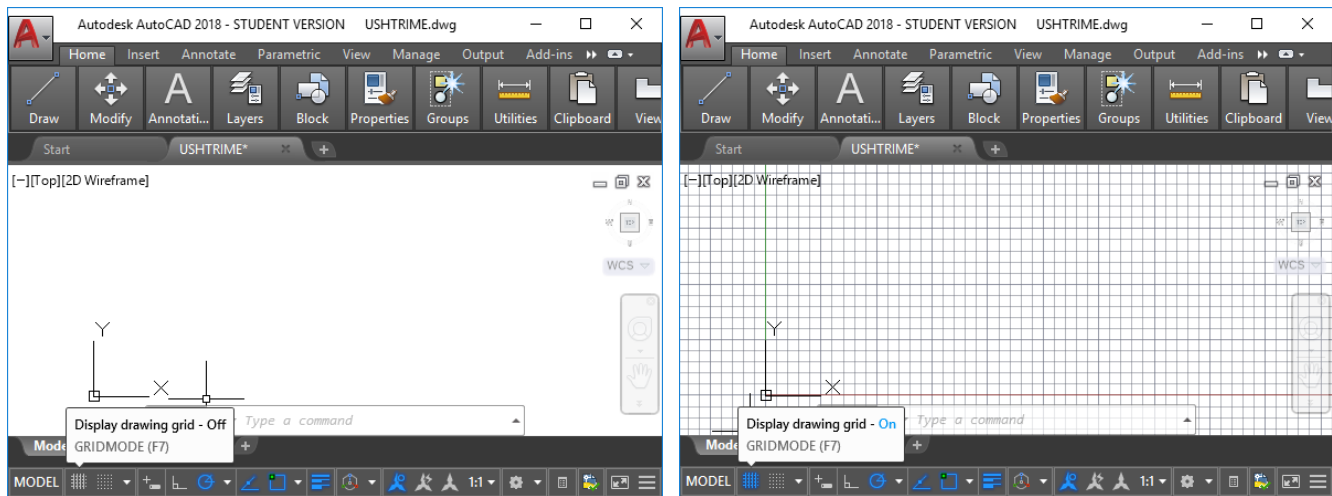 Autodesk AutoCAD 2018 - STUDENT VERSION USHTRIME.dwg
Home Insert Annotate Parametric View Manage Output Add-ins
Draw Modify Annotati... Layers Block Properties Groups Utilities Clipboard View
Start USHTRIME* +
[−][Top][2D Wireframe]
WCS
Y
X
Type a command
Display drawing grid - Off
GRIDMODE (F7)
Mode
MODEL 1:1
Autodesk AutoCAD 2018 - STUDENT VERSION USHTRIME.dwg
Home Insert Annotate Parametric View Manage Output Add-ins
Draw Modify Annotati... Layers Block Properties Groups Utilities Clipboard View
Start USHTRIME* +
[−][Top][2D Wireframe]
WCS
Y
X
Type a command
Display drawing grid - On
GRIDMODE (F7)
Mode
MODEL 1:1